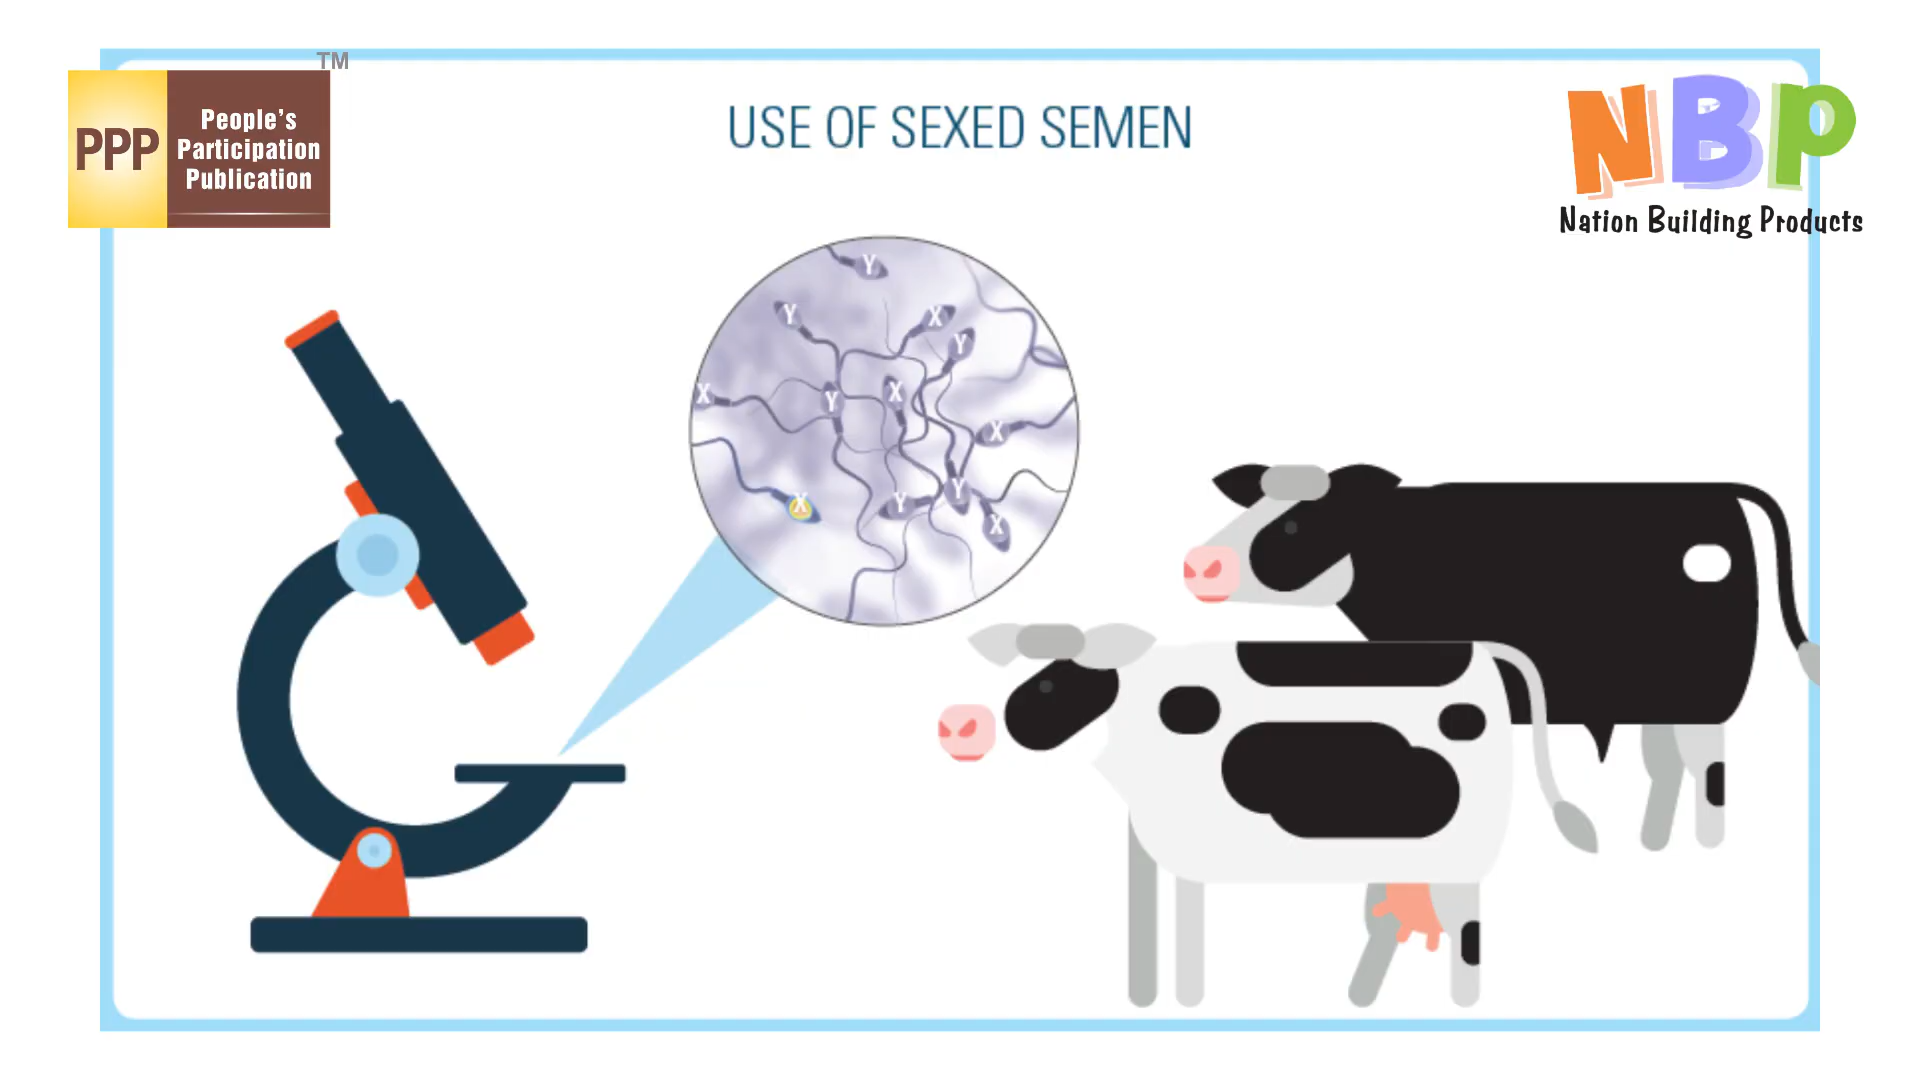 TM
PPP
People's
Participation
Publication
USE OF SEXED SEMEN
NBP
Nation Building Products
Y
Y
X
Y
X
Y
X
X
X
Y
Y
X